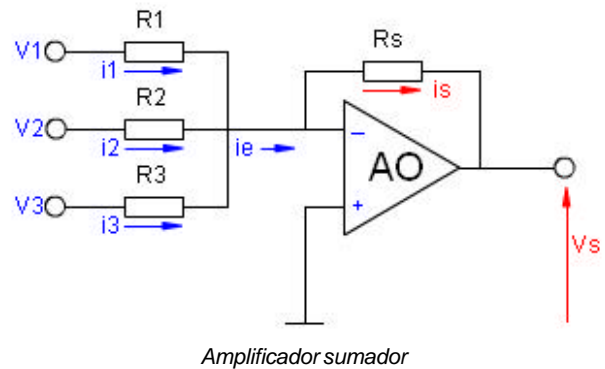 R1
V1
i1
Rs
is
R2
V2
i2
ie
−
AO
R3
+
V3
i3
Vs
Amplificador sumador